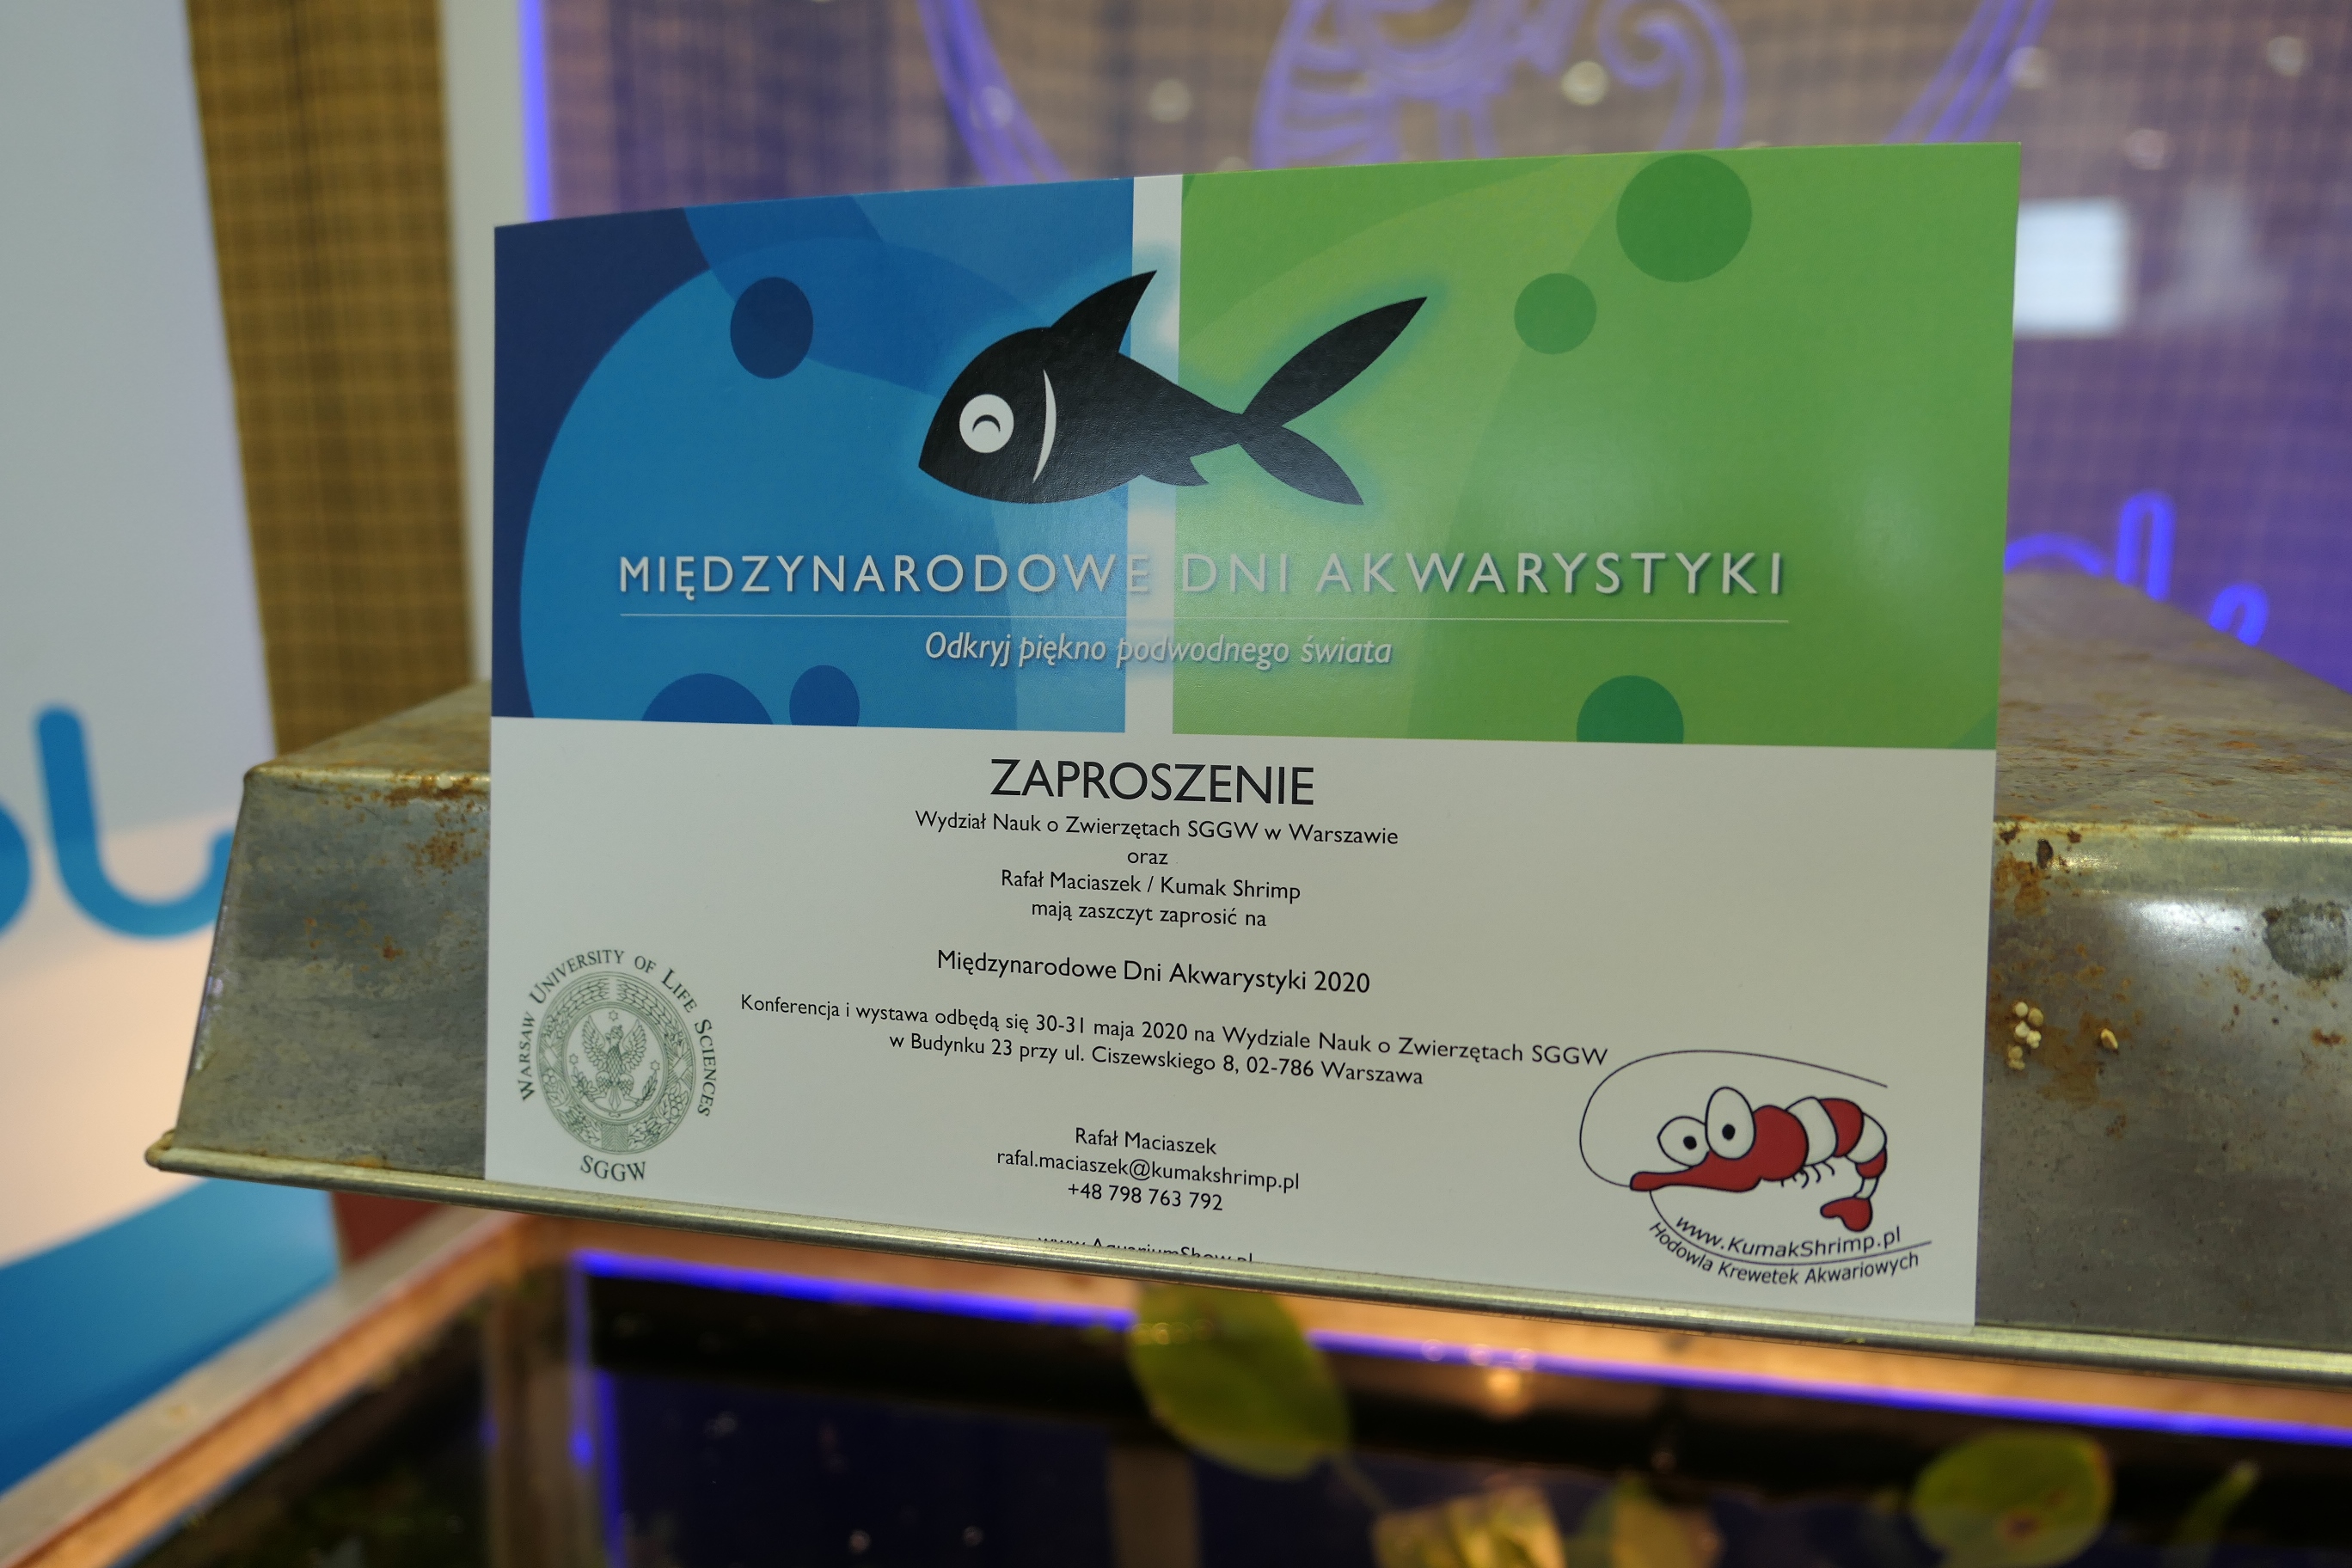 MIĘDZYNARODOWE DNI AKWARYSTYKI
Odkryj piękno podwodnego świata
ZAPROSZENIE
Wydział Nauk o Zwierzętach SGGW w Warszawie
oraz
Rafał Maciaszek / Kumak Shrimp
mają zaszczyt zaprosić na
Międzynarodowe Dni Akwarystyki 2020
Konferencja i wystawa odbędą się 30-31 maja 2020 na Wydziale Nauk o Zwierzętach SGGW
w Budynku 23 przy ul. Ciszewskiego 8, 02-786 Warszawa
WARSAW UNIVERSITY OF LIFE SCIENCES
SGGW
Rafał Maciaszek
rafal.maciaszek@kumakshrimp.pl
+48 798 763 792
www.AquariumShow.pl
www.KumakShrimp.pl
Hodowla Krewetek Akwariowych